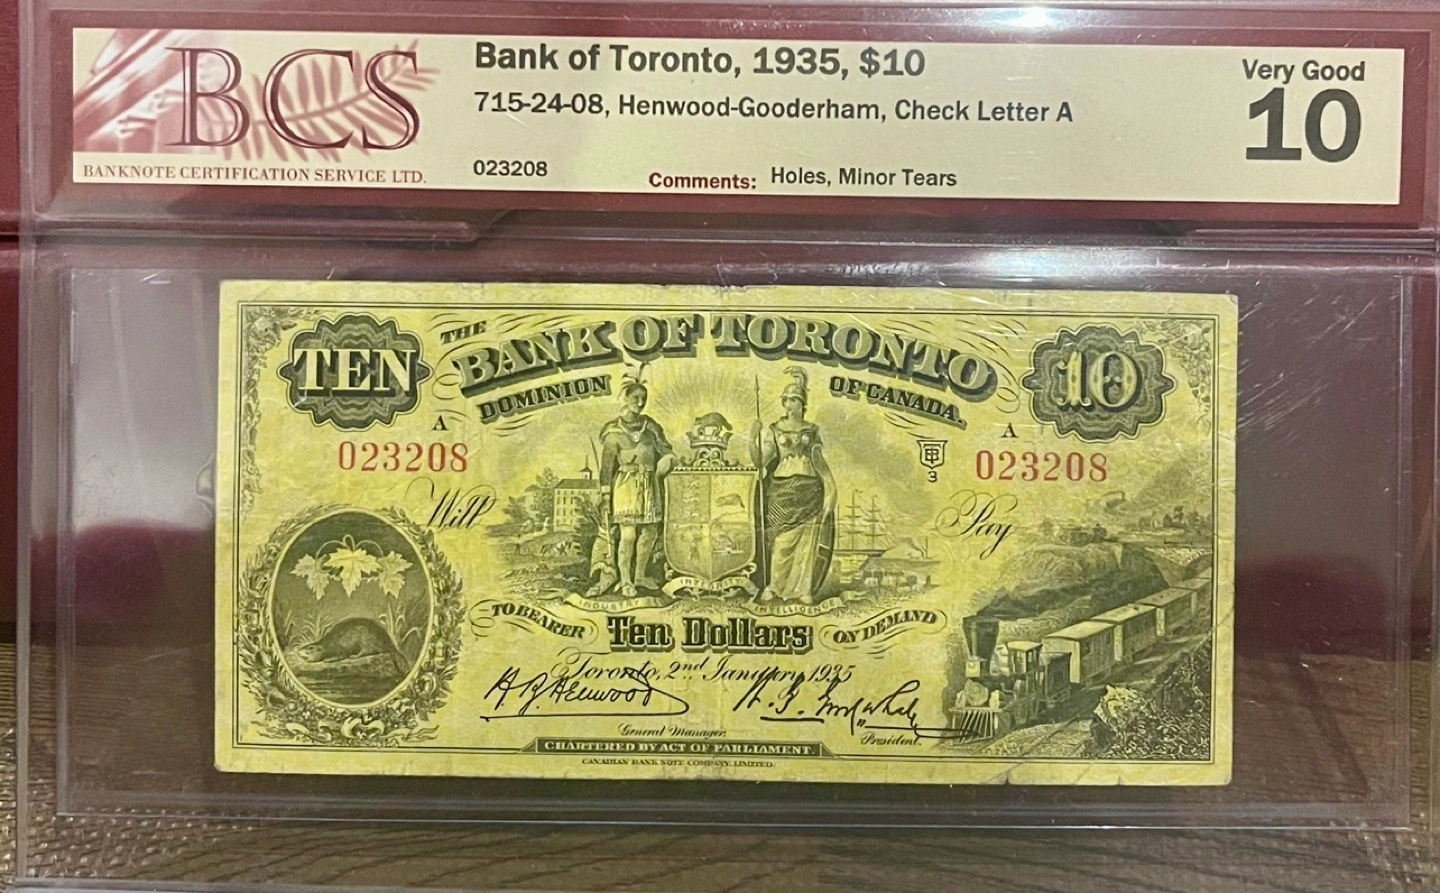 BCS
BANKNOTE CERTIFICATION SERVICE LTD.
Bank of Toronto, 1935, $10
715-24-08, Henwood-Gooderham, Check Letter A
023208
Comments: Holes, Minor Tears
Very Good
10
TEN
THE
BANK OF TORONTO
DOMINION OF CANADA.
10
A
023208
BT
3
A
023208
Will
Pay
INDUSTRY
INTEGRITY
INTELLIGENCE
TO BEARER Ten Dollars ON DEMAND
Toronto, 2nd January 1935
H.B. Henwood
General Manager.
President.
CHARTERED BY ACT OF PARLIAMENT.
CANADIAN BANK NOTE COMPANY, LIMITED.